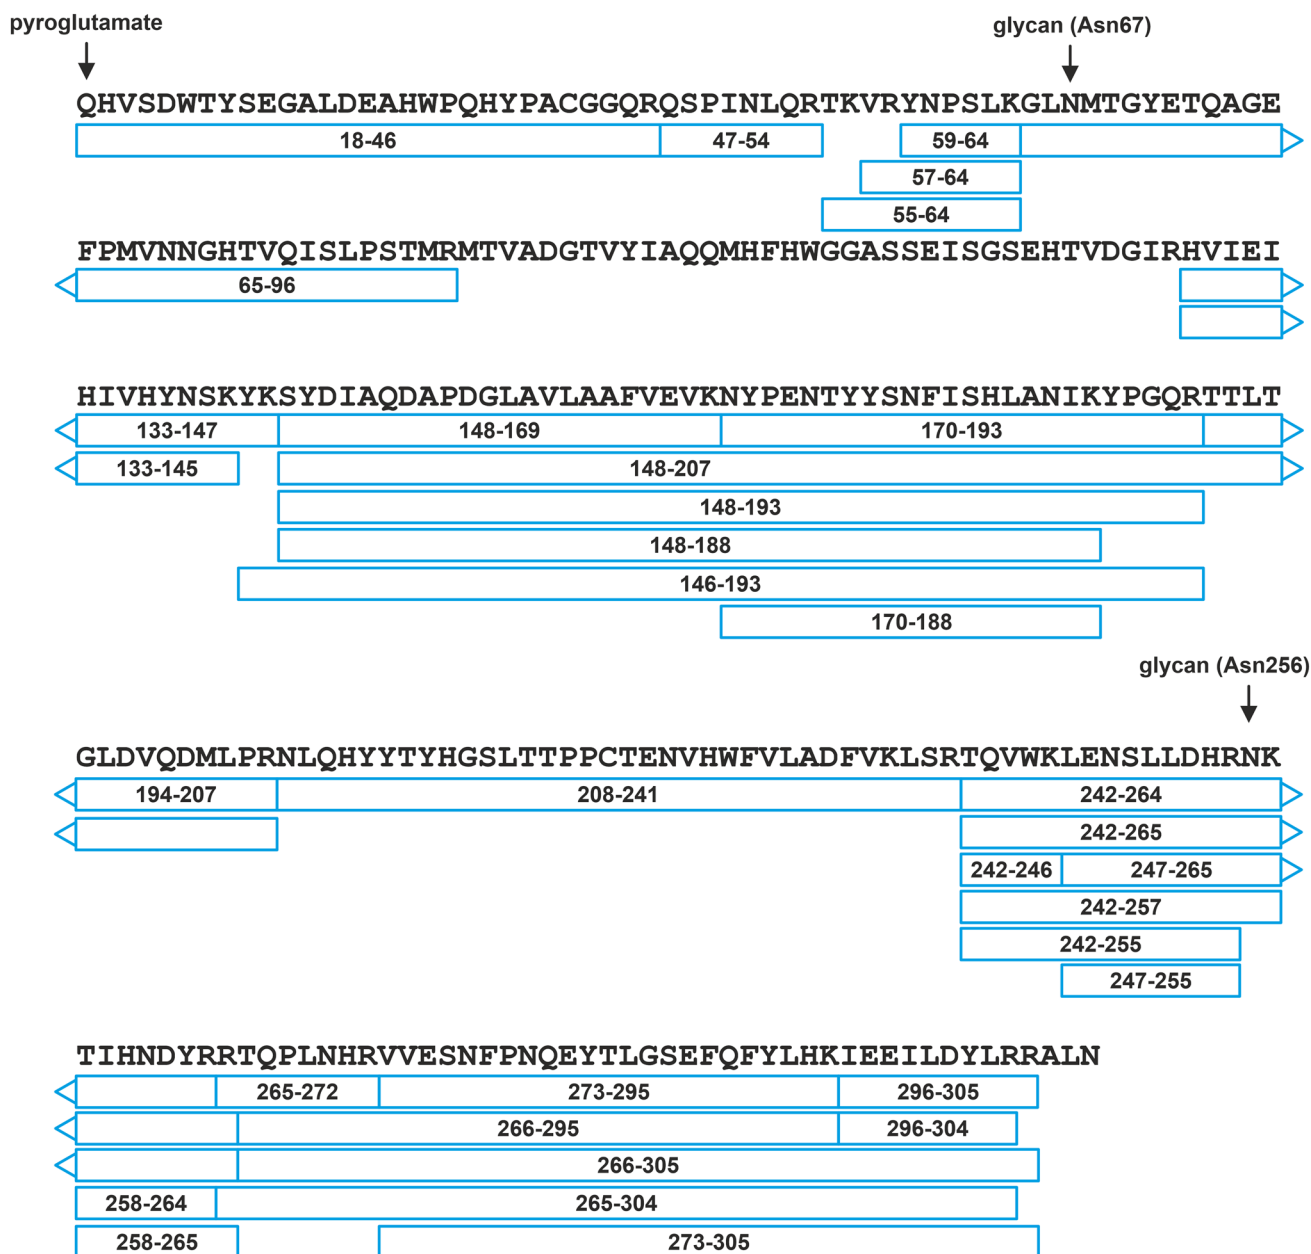 pyroglutamate
glycan (Asn67)
QHVSDWTYSEGALDEAHWPQHYPACGGQRQSPINLQRTKVRYNPSLKGLNMTGYETQAGE
18-46 47-54 59-64
57-64
55-64
FPMVNNGHTVQISLPSTMRMTVADGTVYIAQQMHFHWGGASSEISGSEHTVDGIRHVIEI
65-96
HIVHYNSKYKSYDIAQDAPDGLAVLAAFVEVKNYPENTYYSNFISHLANIKYPGQRTTLT
133-147 148-169 170-193
133-145 148-207
148-193
148-188
146-193
170-188
glycan (Asn256)
GLDVQDMLPRNLQHYYTYHGSLTTPPCTENVHWFVLADFVKLSRTQVWKLENSLLDHRNK
194-207 208-241 242-264
242-265
242-246 247-265
242-257
242-255
247-255
TIHNDYRRTQPLNHRVVESNFPNQEYTLGSEFQFYLHKIEEILDYLRRALN
265-272 273-295 296-305
266-295 296-304
266-305
258-264 265-304
258-265 273-305